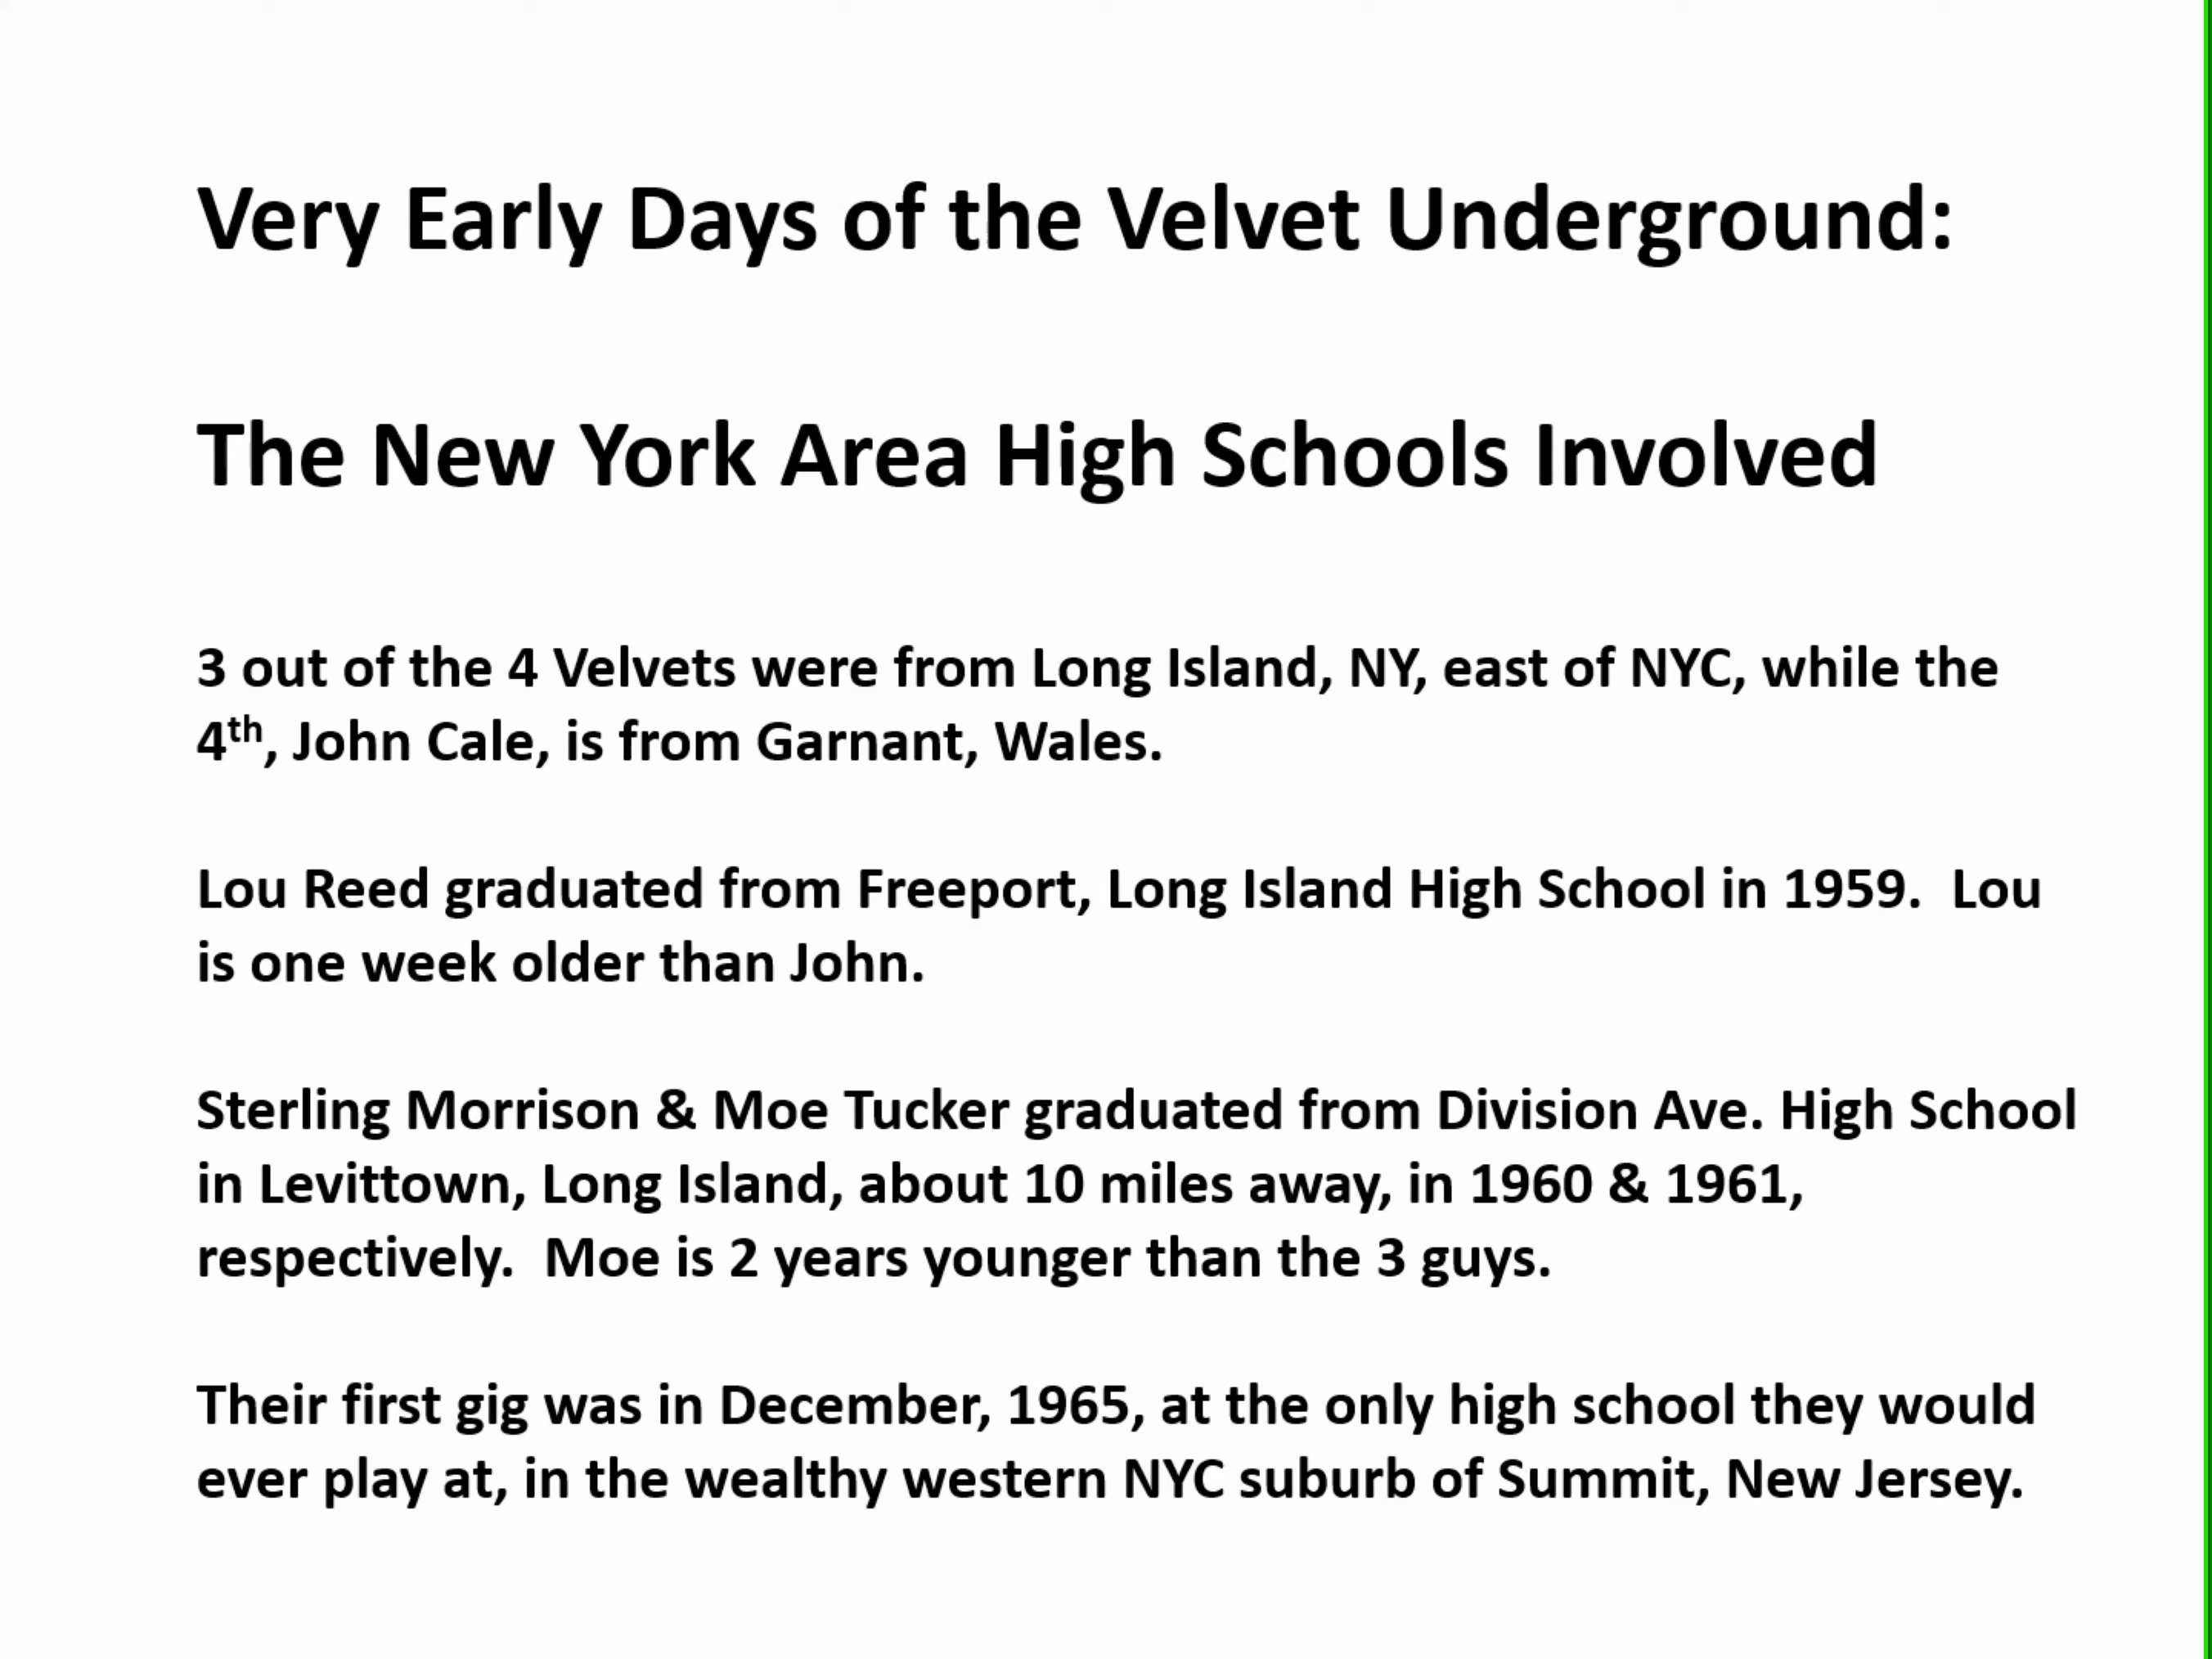 Very Early Days of the Velvet Underground:
The New York Area High Schools Involved
3 out of the 4 Velvets were from Long Island, NY, east of NYC, while the
4th, John Cale, is from Garnant, Wales.
Lou Reed graduated from Freeport, Long Island High School in 1959.  Lou
is one week older than John.
Sterling Morrison & Moe Tucker graduated from Division Ave. High School
in Levittown, Long Island, about 10 miles away, in 1960 & 1961,
respectively.  Moe is 2 years younger than the 3 guys.
Their first gig was in December, 1965, at the only high school they would
ever play at, in the wealthy western NYC suburb of Summit, New Jersey.